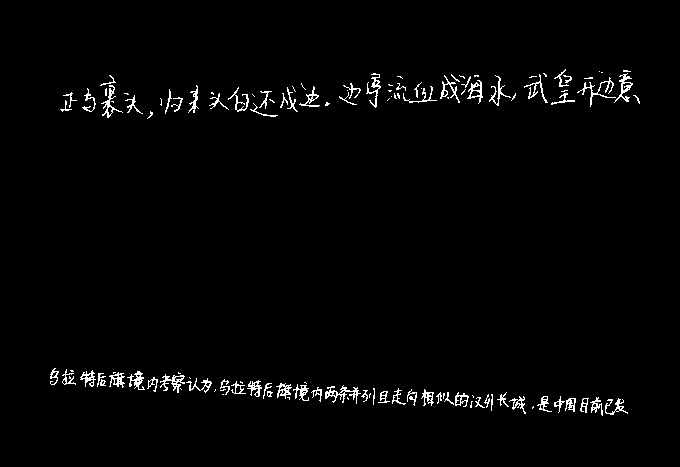 正与裹头,归来头白还戍边.边亭流血成海水,武皇开边意
乌拉特后旗境内考察认为,乌拉特后旗境内两条并列且走向相似的汉外长城,是中国目前已发